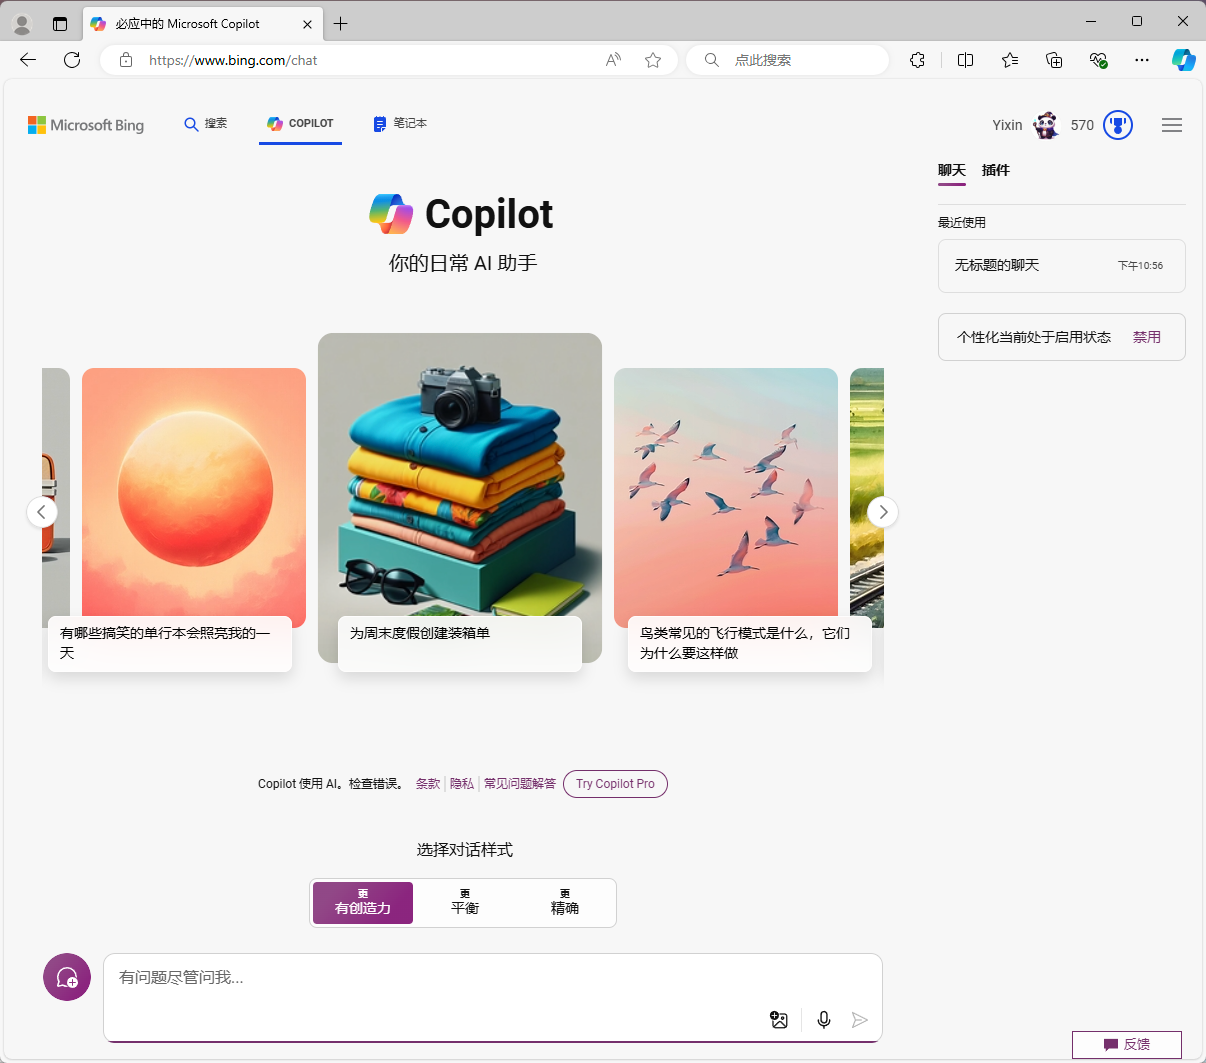 必应中的 Microsoft Copilot
https://www.bing.com/chat
点此搜索
Microsoft Bing
搜索
COPILOT
笔记本
Yixin
570
聊天
插件
最近使用
无标题的聊天
下午10:56
个性化当前处于启用状态
禁用
Copilot
你的日常 AI 助手
有哪些搞笑的单行本会照亮我的一
天
为周末度假创建装箱单
鸟类常见的飞行模式是什么，它们
为什么要这样做
Copilot 使用 AI。检查错误。 条款 | 隐私 | 常见问题解答 Try Copilot Pro
选择对话样式
更
有创造力
更
平衡
更
精确
有问题尽管问我...
反馈